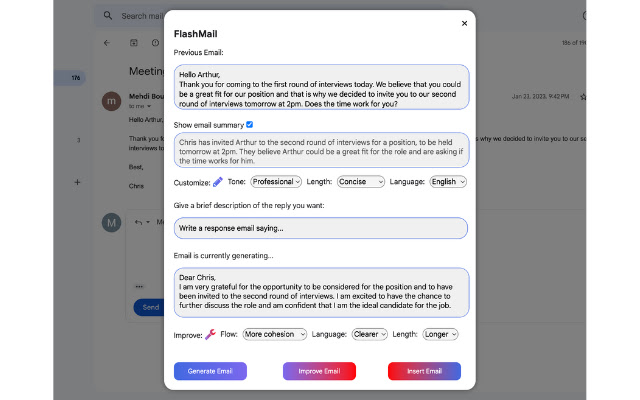 Search mail
×
FlashMail
Previous Email:
Hello Arthur,
Thank you for coming to the first round of interviews today. We believe that you could
be a great fit for our position and that is why we decided to invite you to our second
round of interviews tomorrow at 2pm. Does the time work for you?
Show email summary
Chris has invited Arthur to the second round of interviews for a position, to be held
tomorrow at 2pm. They believe Arthur could be a great fit for the role and are asking if
the time works for him.
Customize: Tone: Professional Length: Concise Language: English
Give a brief description of the reply you want:
Write a response email saying...
Email is currently generating...
Dear Chris,
I am very grateful for the opportunity to be considered for the position and to have
been invited to the second round of interviews. I am excited to have the chance to
further discuss the role and am confident that I am the ideal candidate for the job.
Improve: Flow: More cohesion Language: Clearer Length: Longer
Generate Email Improve Email Insert Email
176
3
Meeting
m
Mehdi Bou
to me
Jan 23, 2023, 9:42 PM
Hello Arthur,
Thank you f
s why we decided to invite you to our sec
interviews to
Best,
Chris
M
Send